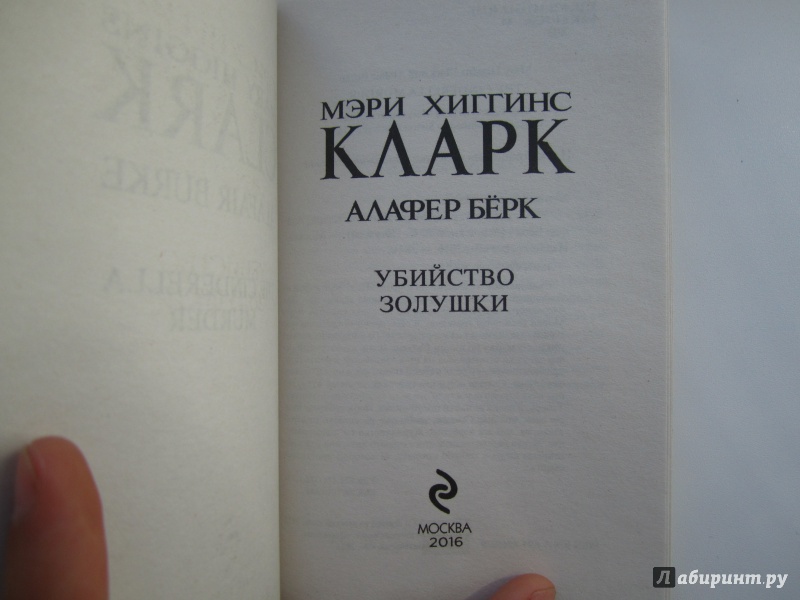 МЭРИ ХИГГИНС
КЛАРК
АЛАФЕР БЁРК
УБИЙСТВО
ЗОЛУШКИ
МОСКВА
2016
Лабиринт.ру